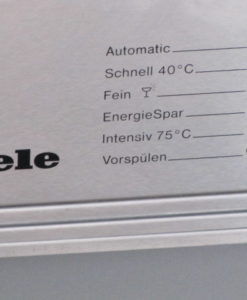 Automatic
Schnell 40°C
Fein
EnergieSpar
Intensiv 75°C
ele
Vorspülen